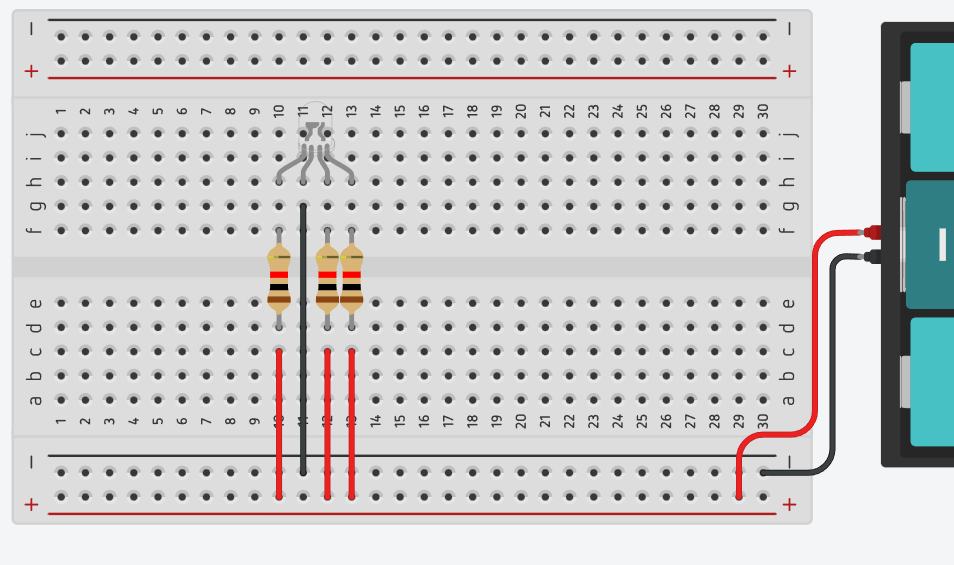 − −
+ +
1 2 3 4 5 6 7 8 9 10 11 12 13 14 15 16 17 18 19 20 21 22 23 24 25 26 27 28 29 30
j j
i i
h h
g g
f f
e e
d d
c c
b b
a a
1 2 3 4 5 6 7 8 9 10 11 12 13 14 15 16 17 18 19 20 21 22 23 24 25 26 27 28 29 30
− −
+ +